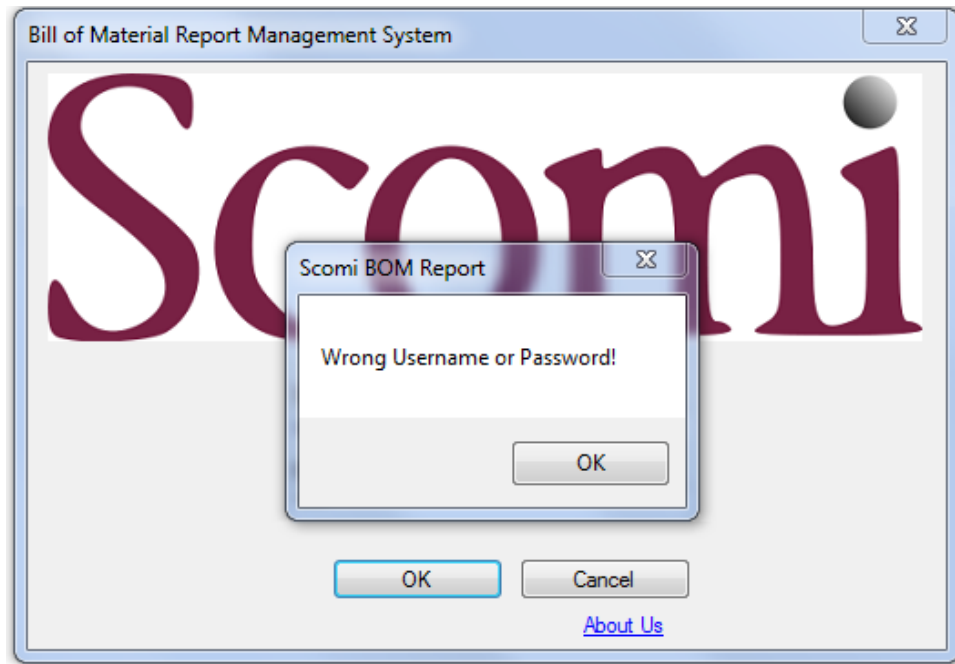 Bill of Material Report Management System
Scomi
Scomi BOM Report
Wrong Username or Password!
OK
OK
Cancel
About Us